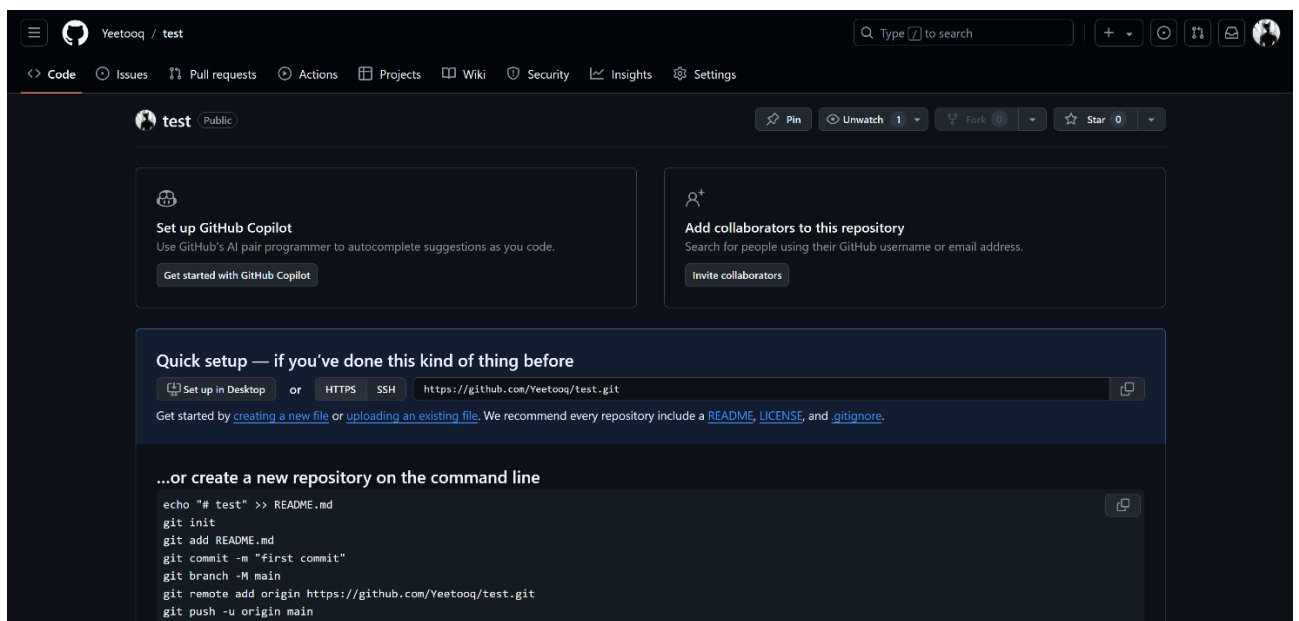 Yeetooq / test
Type / to search
Code Issues Pull requests Actions Projects Wiki Security Insights Settings
test Public
Pin Unwatch 1 Fork 0 Star 0
Set up GitHub Copilot
Use GitHub's AI pair programmer to autocomplete suggestions as you code.
Get started with GitHub Copilot
Add collaborators to this repository
Search for people using their GitHub username or email address.
Invite collaborators
Quick setup — if you've done this kind of thing before
Set up in Desktop or HTTPS SSH https://github.com/Yeetooq/test.git
Get started by creating a new file or uploading an existing file. We recommend every repository include a README, LICENSE, and .gitignore.
...or create a new repository on the command line
echo "# test" >> README.md
git init
git add README.md
git commit -m "first commit"
git branch -M main
git remote add origin https://github.com/Yeetooq/test.git
git push -u origin main